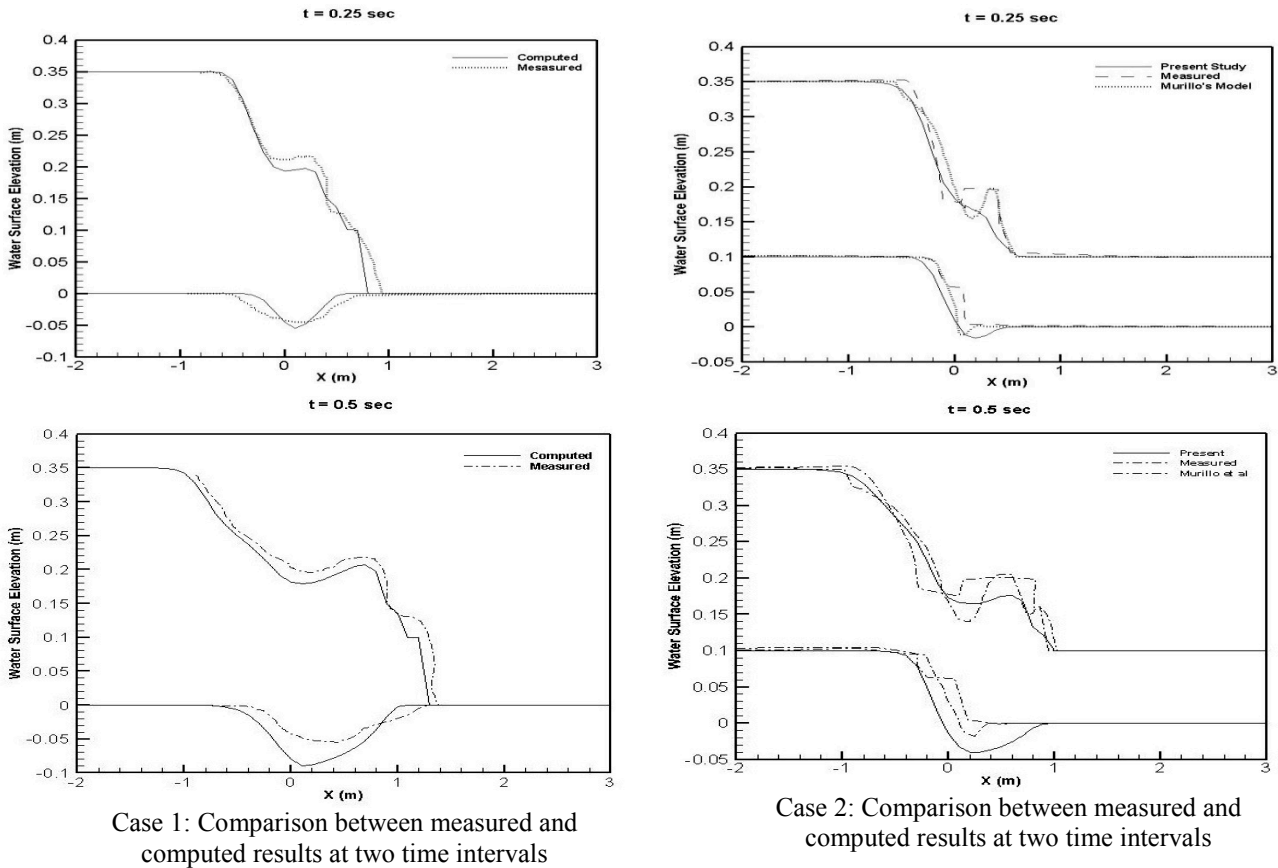 t = 0.25 sec
0.4
0.35
0.3
0.25
0.2
0.15
0.1
0.05
0
-0.05
-0.1
Water Surface Elevation (m)
Computed
Mesasured
-2
-1
0
1
2
3
X (m)
t = 0.25 sec
0.4
0.35
0.3
0.25
0.2
0.15
0.1
0.05
0
-0.05
Water Surface Elevation (m)
Present Study
Measured
Murillo's Model
-2
-1
0
1
2
3
X (m)
t = 0.5 sec
0.4
0.35
0.3
0.25
0.2
0.15
0.1
0.05
0
-0.05
-0.1
Water Surface Elevation (m)
Computed
Measured
-2
-1
0
1
2
3
X (m)
Case 1: Comparison between measured and
computed results at two time intervals
t = 0.5 sec
0.4
0.35
0.3
0.25
0.2
0.15
0.1
0.05
0
-0.05
Water Surface Elevation (m)
Present
Measured
Murillo et al
-2
-1
0
1
2
3
X (m)
Case 2: Comparison between measured and
computed results at two time intervals